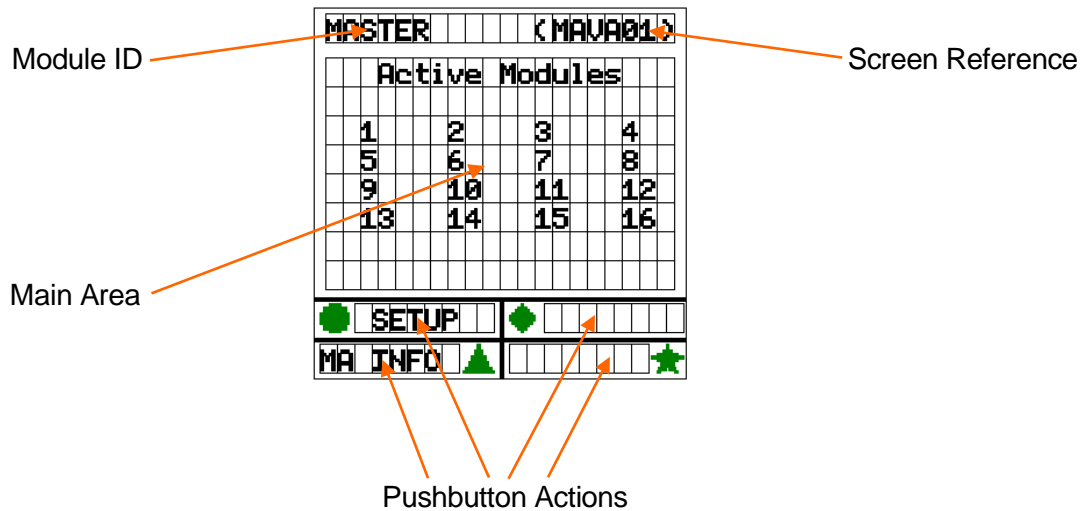 MASTER (MAVA01)
Module ID
Screen Reference
Active Modules
1 2 3 4
5 6 7 8
9 10 11 12
13 14 15 16
Main Area
SETUP
MA INFO
Pushbutton Actions